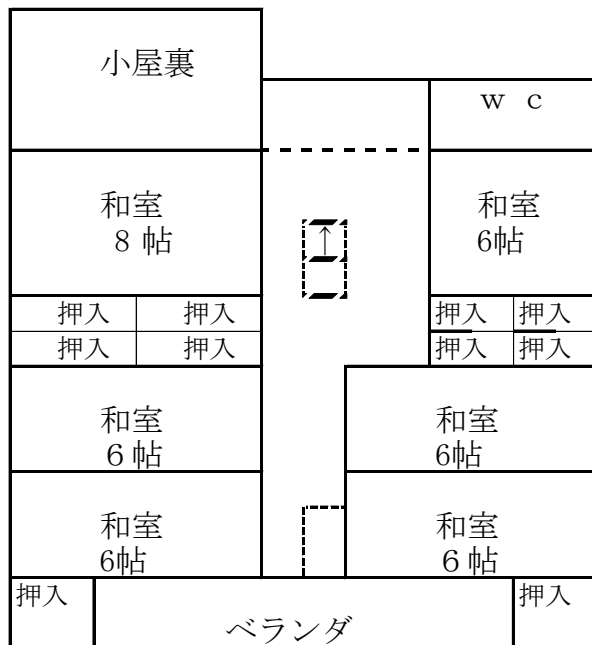 小屋裏
ｗ ｃ
和室
８帖
和室
6帖
押入 押入 押入 押入
押入 押入 押入 押入
和室
６帖
和室
6帖
和室
6帖
和室
６帖
押入
押入
ベランダ